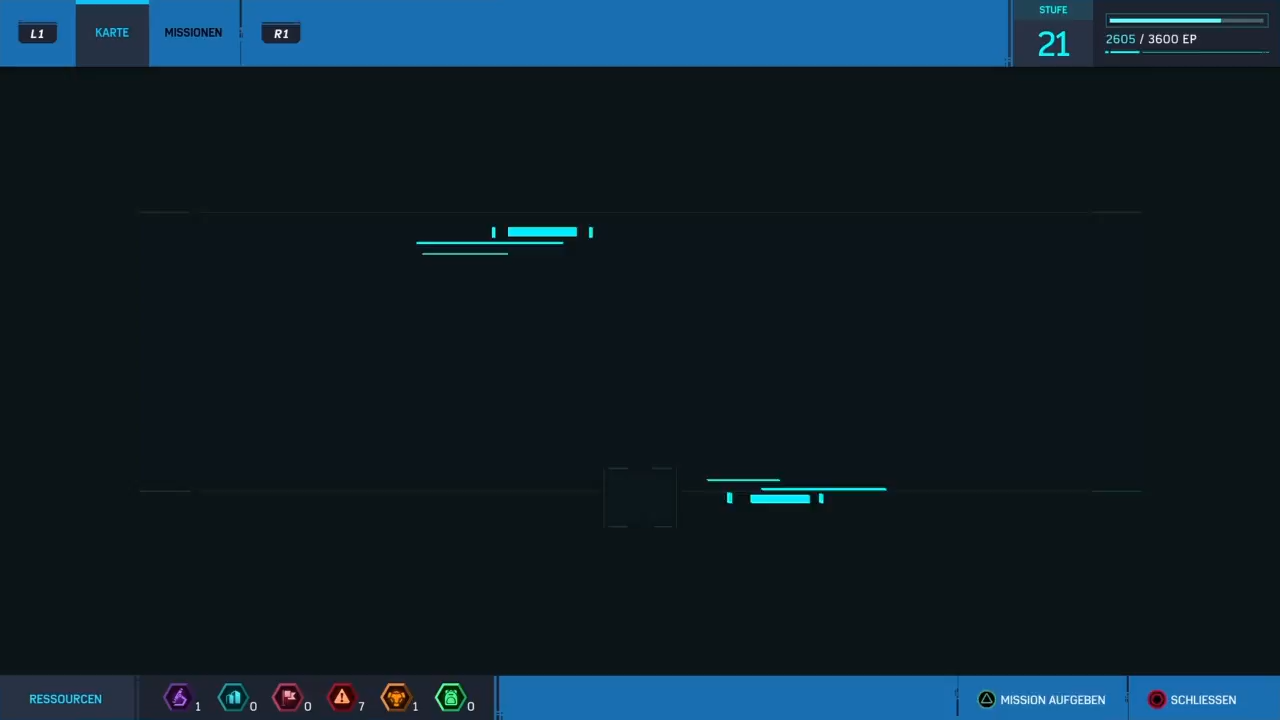 L1
KARTE
MISSIONEN
R1
STUFE
21
2605 / 3600 EP
RESSOURCEN
1
0
0
7
1
0
MISSION AUFGEBEN
SCHLIESSEN